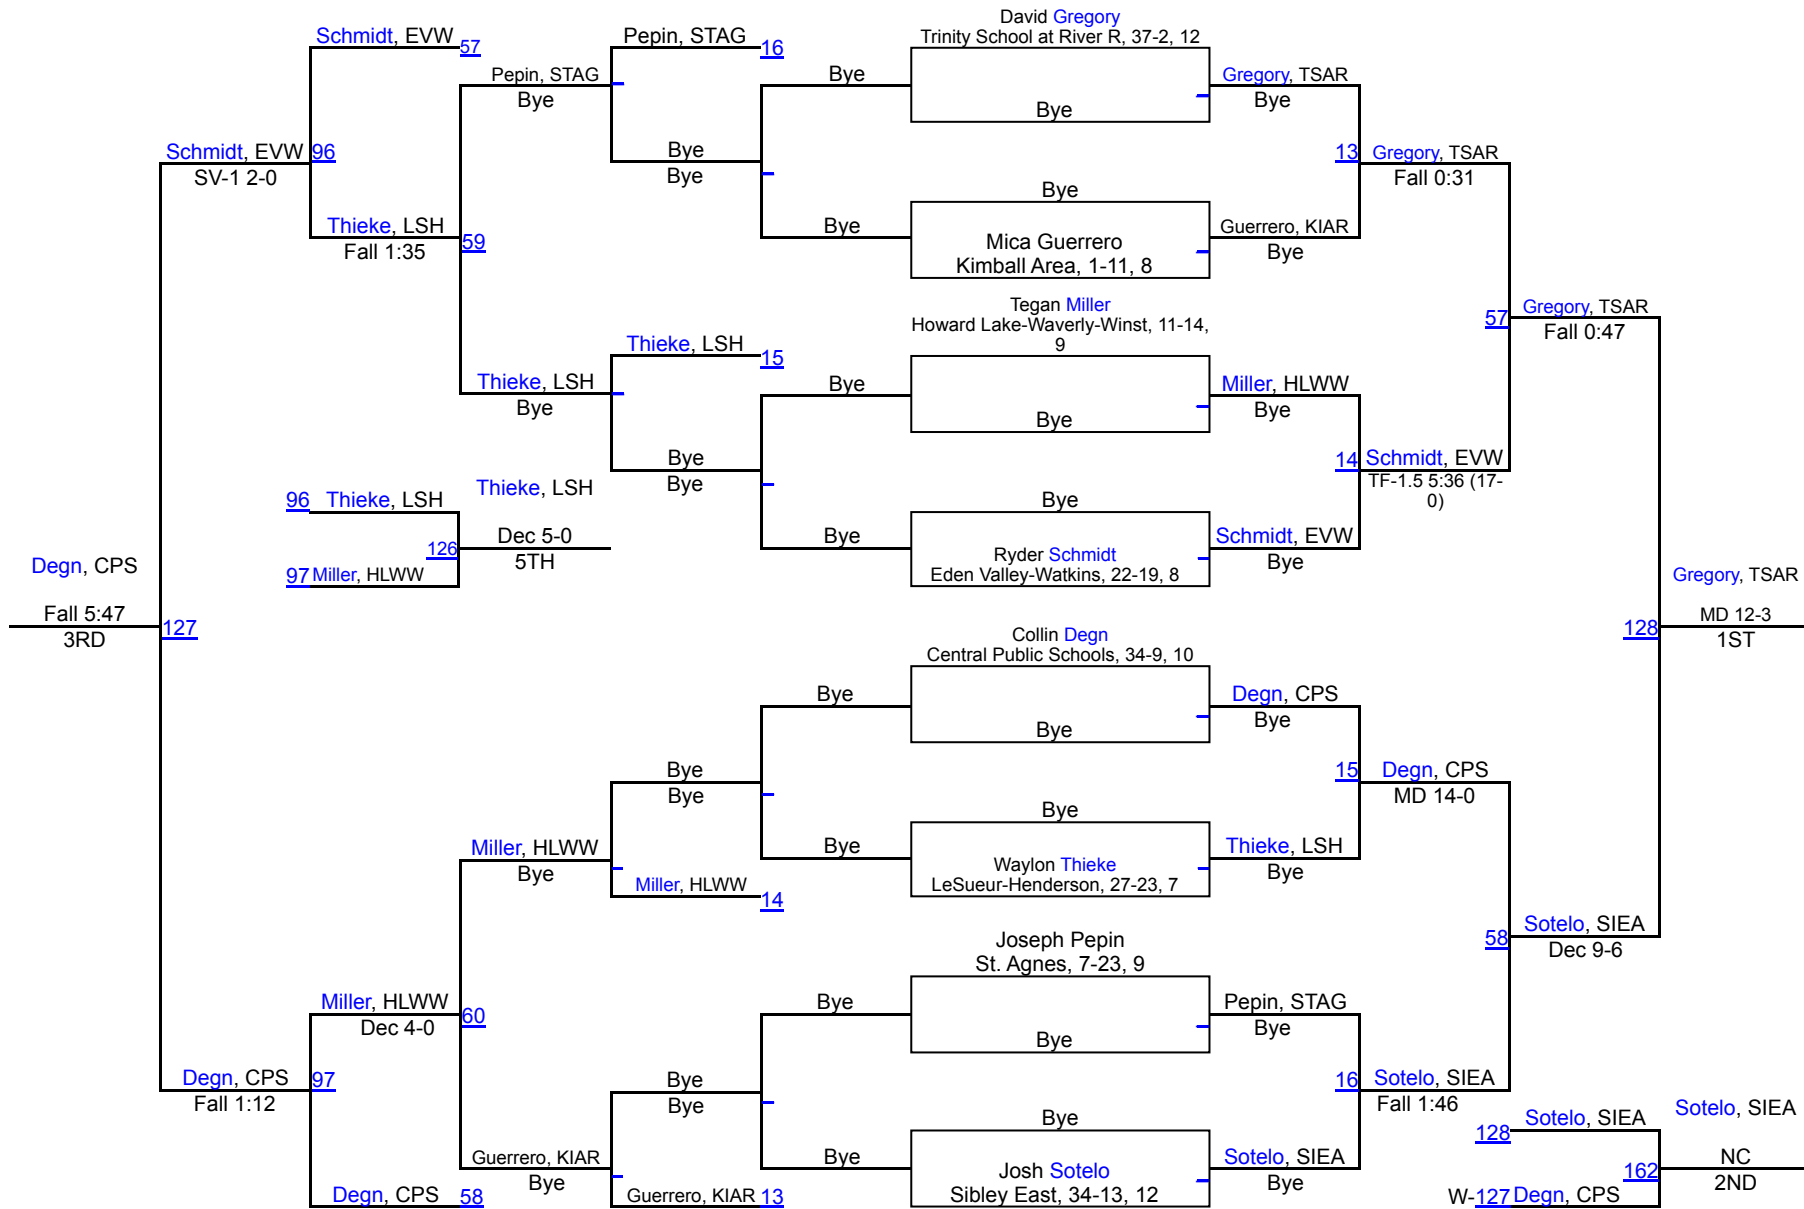 David Gregory
Trinity School at River R, 37-2, 12
Schmidt, EVW
57
Pepin, STAG
16
Pepin, STAG
Bye
Bye
Bye
Gregory, TSAR
Bye
Schmidt, EVW
96
SV-1 2-0
Bye
Bye
13
Gregory, TSAR
Fall 0:31
Thieke, LSH
Fall 1:35
59
Bye
Bye
Mica Guerrero
Kimball Area, 1-11, 8
Guerrero, KIAR
Bye
Tegan Miller
Howard Lake-Waverly-Winst, 11-14,
9
57
Gregory, TSAR
Fall 0:47
Thieke, LSH
15
Thieke, LSH
Bye
Bye
Bye
Miller, HLWW
Bye
Bye
Bye
14
Schmidt, EVW
TF-1.5 5:36 (17-
0)
96
Thieke, LSH
Thieke, LSH
Dec 5-0
5TH
126
97
Miller, HLWW
Bye
Bye
Ryder Schmidt
Eden Valley-Watkins, 22-19, 8
Schmidt, EVW
Bye
Degn, CPS
Fall 5:47
3RD
127
Gregory, TSAR
MD 12-3
1ST
128
Collin Degn
Central Public Schools, 34-9, 10
Bye
Bye
Degn, CPS
Bye
Bye
Bye
15
Degn, CPS
MD 14-0
Miller, HLWW
Bye
Bye
Bye
Waylon Thieke
LeSueur-Henderson, 27-23, 7
Thieke, LSH
Bye
Miller, HLWW
14
58
Sotelo, SIEA
Dec 9-6
Joseph Pepin
St. Agnes, 7-23, 9
Miller, HLWW
Dec 4-0
60
Bye
Bye
Pepin, STAG
Bye
Degn, CPS
97
Fall 1:12
Bye
Bye
16
Sotelo, SIEA
Fall 1:46
Guerrero, KIAR
Bye
Bye
Bye
Josh Sotelo
Sibley East, 34-13, 12
Sotelo, SIEA
Bye
Degn, CPS
58
Guerrero, KIAR
13
Sotelo, SIEA
128
Sotelo, SIEA
NC
2ND
162
W-127
Degn, CPS